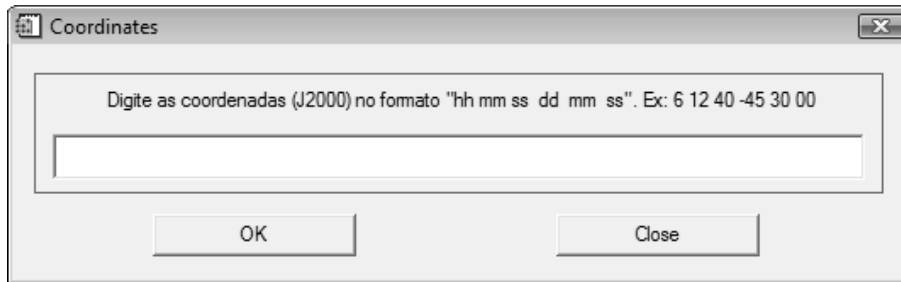 Coordinates
Digite as coordenadas (J2000) no formato "hh mm ss  dd  mm  ss". Ex: 6 12 40 -45 30 00
OK
Close